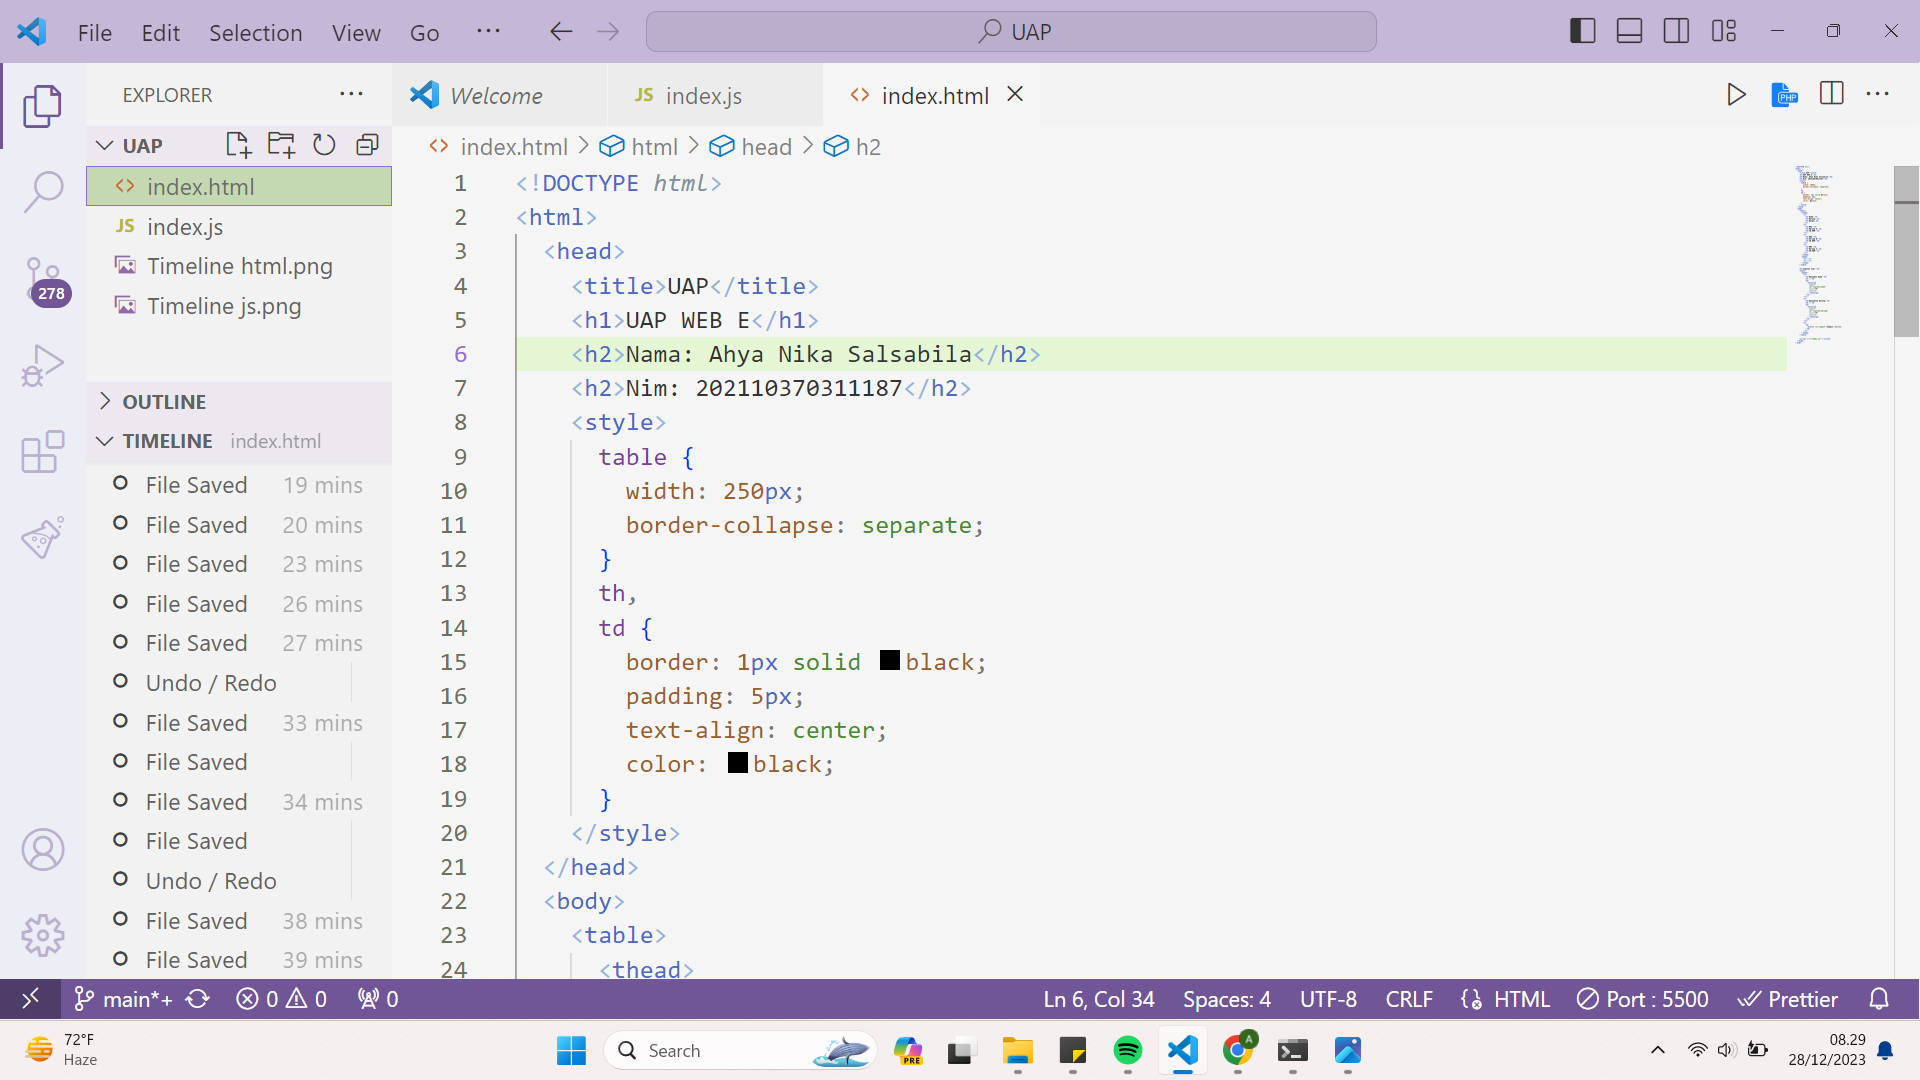 File Edit Selection View Go ··· UAP
EXPLORER ···
UAP
index.html
JS index.js
Timeline html.png
Timeline js.png
OUTLINE
TIMELINE index.html
File Saved 19 mins
File Saved 20 mins
File Saved 23 mins
File Saved 26 mins
File Saved 27 mins
Undo / Redo
File Saved 33 mins
File Saved
File Saved 34 mins
File Saved
Undo / Redo
File Saved 38 mins
File Saved 39 mins
278
Welcome JS index.js <> index.html PHP ···
<> index.html > html > head > h2
1 <!DOCTYPE html>
2 <html>
3 <head>
4 <title>UAP</title>
5 <h1>UAP WEB E</h1>
6 <h2>Nama: Ahya Nika Salsabila</h2>
7 <h2>Nim: 202110370311187</h2>
8 <style>
9 table {
10 width: 250px;
11 border-collapse: separate;
12 }
13 th,
14 td {
15 border: 1px solid black;
16 padding: 5px;
17 text-align: center;
18 color: black;
19 }
20 </style>
21 </head>
22 <body>
23 <table>
24 <thead>
main*+ 0 0 0 Ln 6, Col 34 Spaces: 4 UTF-8 CRLF HTML Port : 5500 Prettier
72°F
Haze
Search
PRE
A
08.29
28/12/2023